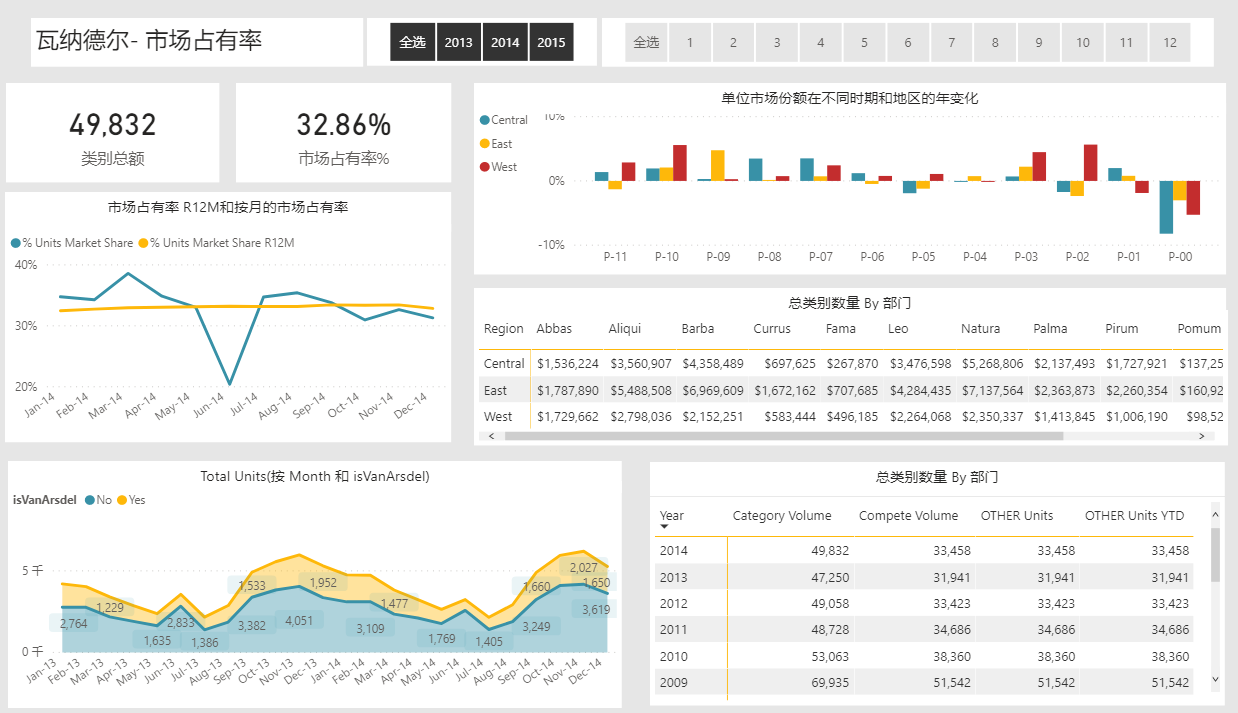 瓦纳德尔- 市场占有率
全选 2013 2014 2015
全选 1 2 3 4 5 6 7 8 9 10 11 12
49,832
类别总额
32.86%
市场占有率%
单位市场份额在不同时期和地区的年变化
Central
East
West
10%
0%
-10%
P-11 P-10 P-09 P-08 P-07 P-06 P-05 P-04 P-03 P-02 P-01 P-00
市场占有率 R12M和按月的市场占有率
% Units Market Share % Units Market Share R12M
40%
30%
20%
Jan-14 Feb-14 Mar-14 Apr-14 May-14 Jun-14 Jul-14 Aug-14 Sep-14 Oct-14 Nov-14 Dec-14
总类别数量 By 部门
Region Abbas Aliqui Barba Currus Fama Leo Natura Palma Pirum Pomum
Central $1,536,224 $3,560,907 $4,358,489 $697,625 $267,870 $3,476,598 $5,268,806 $2,137,493 $1,727,921 $137,25
East $1,787,890 $5,488,508 $6,969,609 $1,672,162 $707,685 $4,284,435 $7,137,564 $2,363,873 $2,260,354 $160,92
West $1,729,662 $2,798,036 $2,152,251 $583,444 $496,185 $2,264,068 $2,350,337 $1,413,845 $1,006,190 $98,52
Total Units(按 Month 和 isVanArsdel)
isVanArsdel No Yes
5 千
0 千
1,229 1,533 1,952 1,477 1,660 2,027 1,650
2,764 1,635 2,833 1,386 3,382 4,051 3,109 1,769 1,405 3,249 3,619
Jan-13 Feb-13 Mar-13 Apr-13 May-13 Jun-13 Jul-13 Aug-13 Sep-13 Oct-13 Nov-13 Dec-13 Jan-14 Feb-14 Mar-14 Apr-14 May-14 Jun-14 Jul-14 Aug-14 Sep-14 Oct-14 Nov-14 Dec-14
总类别数量 By 部门
Year Category Volume Compete Volume OTHER Units OTHER Units YTD
2014 49,832 33,458 33,458 33,458
2013 47,250 31,941 31,941 31,941
2012 49,058 33,423 33,423 33,423
2011 48,728 34,686 34,686 34,686
2010 53,063 38,360 38,360 38,360
2009 69,935 51,542 51,542 51,542